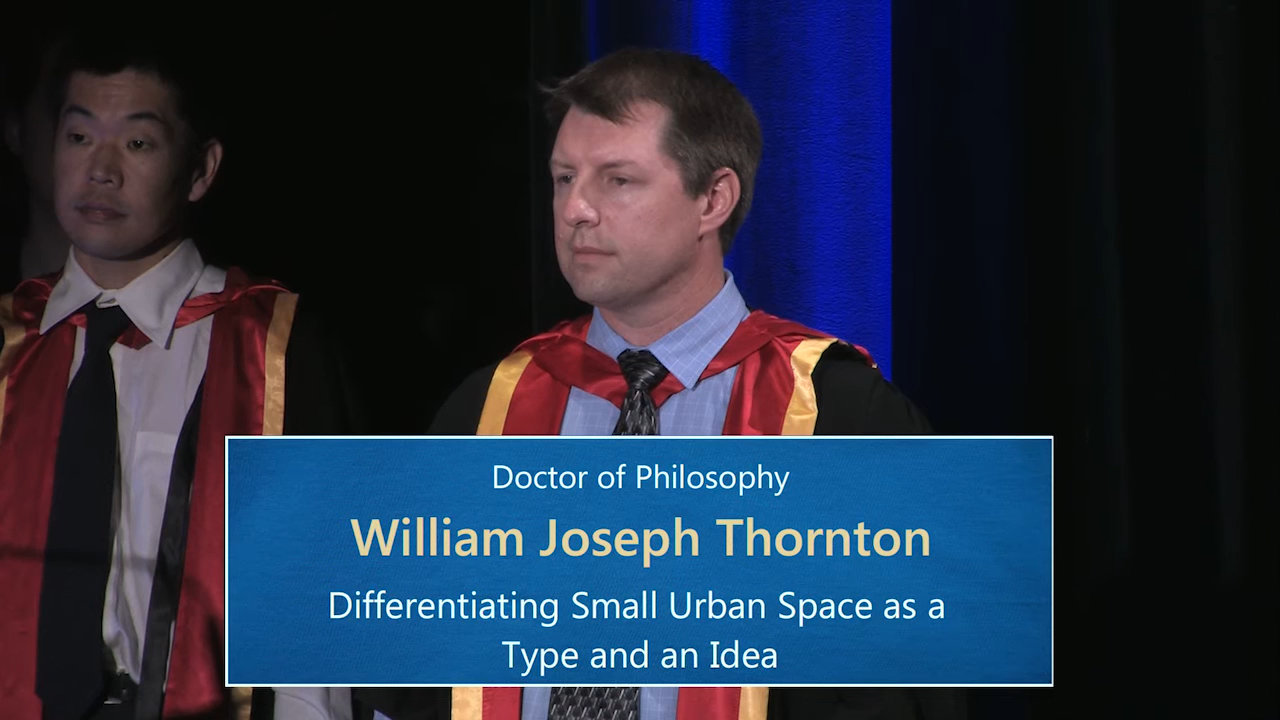 Doctor of Philosophy
William Joseph Thornton
Differentiating Small Urban Space as a
Type and an Idea